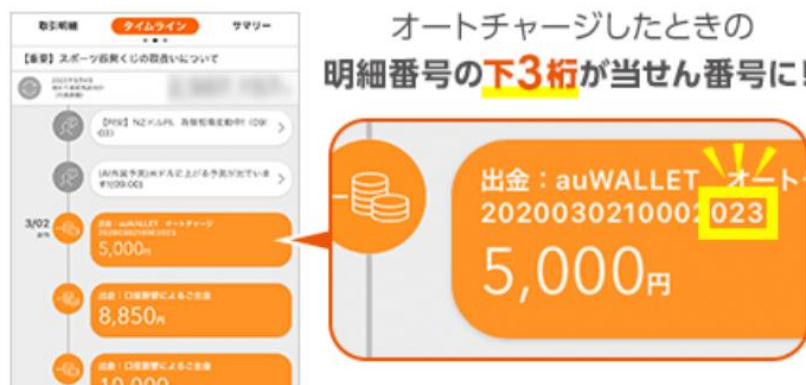 取引明細
タイムライン
サマリー
【重要】スポーツ振興くじの取扱いについて
3/02
出金：auWALLET オートチャージ
20200302100002023
5,000円
出金：口座振替によるご出金
8,850円
出金：口座振替によるご出金
10,000
オートチャージしたときの
明細番号の下3桁が当せん番号に!
出金：auWALLET オート
20200302100002023
5,000円